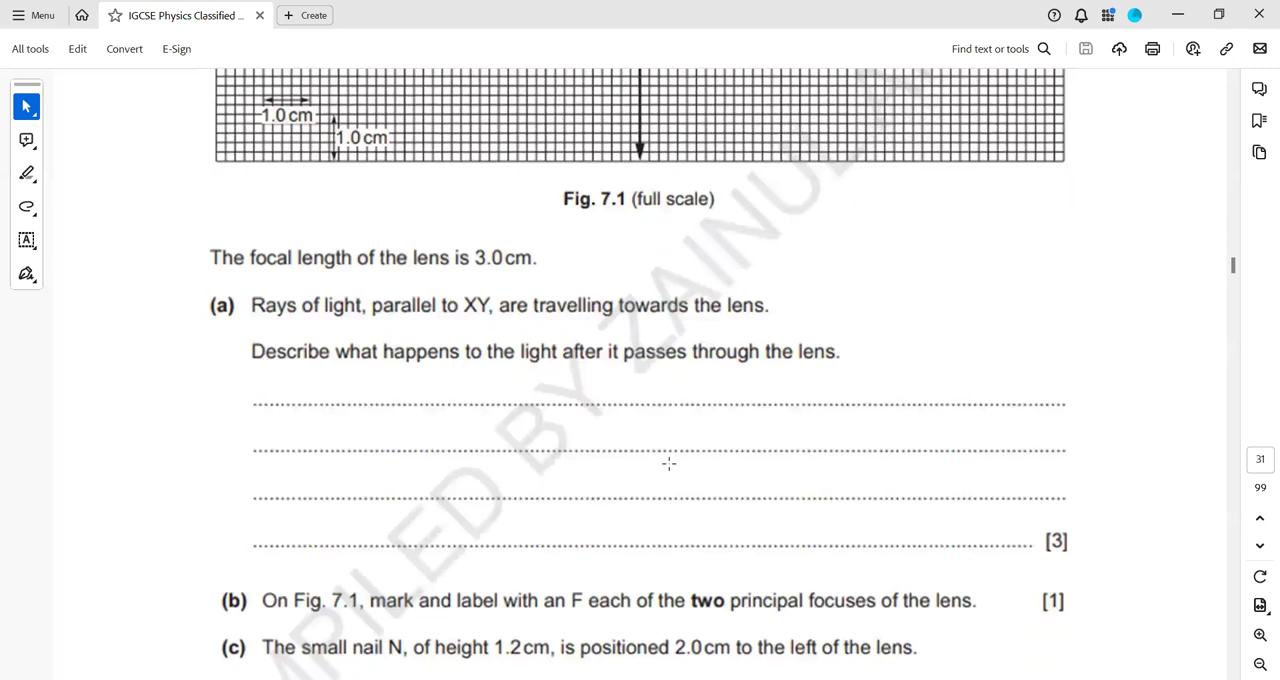 Menu
IGCSE Physics Classified ...
Create
All tools
Edit
Convert
E-Sign
Find text or tools
1.0 cm
1.0 cm
Fig. 7.1 (full scale)
The focal length of the lens is 3.0 cm.
(a) Rays of light, parallel to XY, are travelling towards the lens.
Describe what happens to the light after it passes through the lens.
[3]
(b) On Fig. 7.1, mark and label with an F each of the two principal focuses of the lens. [1]
(c) The small nail N, of height 1.2 cm, is positioned 2.0 cm to the left of the lens.
31
99
MPILED BY ZAINUL